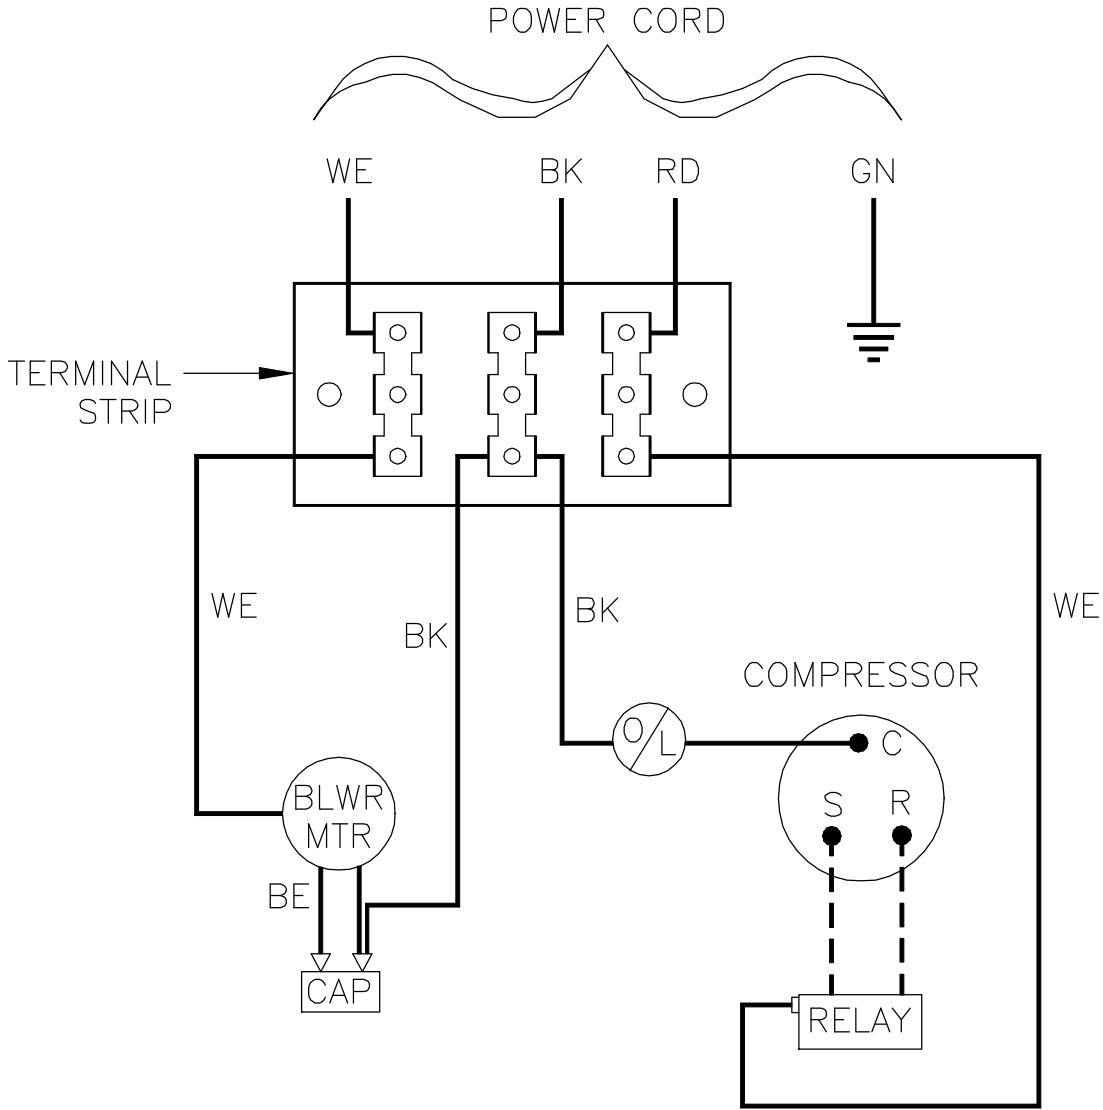 POWER CORD
WE
BK
RD
GN
TERMINAL
STRIP
WE
BK
BK
WE
COMPRESSOR
O/L
C
BLWR
MTR
S
R
BE
CAP
RELAY